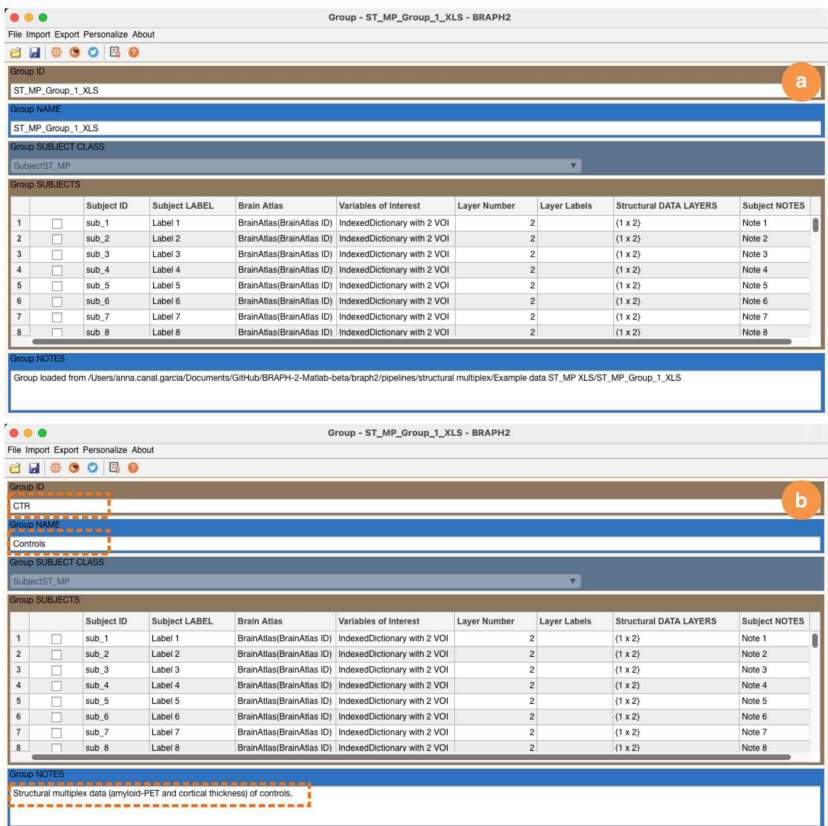 Group - ST_MP_Group_1_XLS - BRAPH2
File Import Export Personalize About
Group ID
a
ST_MP_Group_1_XLS
Group NAME
ST_MP_Group_1_XLS
Group SUBJECT CLASS
SubjectST_MP
Group SUBJECTS
Subject ID Subject LABEL Brain Atlas Variables of Interest Layer Number Layer Labels Structural DATA LAYERS Subject NOTES
1 sub_1 Label 1 BrainAtlas(BrainAtlas ID) IndexedDictionary with 2 VOI 2 {1 x 2} Note 1
2 sub_2 Label 2 BrainAtlas(BrainAtlas ID) IndexedDictionary with 2 VOI 2 {1 x 2} Note 2
3 sub_3 Label 3 BrainAtlas(BrainAtlas ID) IndexedDictionary with 2 VOI 2 {1 x 2} Note 3
4 sub_4 Label 4 BrainAtlas(BrainAtlas ID) IndexedDictionary with 2 VOI 2 {1 x 2} Note 4
5 sub_5 Label 5 BrainAtlas(BrainAtlas ID) IndexedDictionary with 2 VOI 2 {1 x 2} Note 5
6 sub_6 Label 6 BrainAtlas(BrainAtlas ID) IndexedDictionary with 2 VOI 2 {1 x 2} Note 6
7 sub_7 Label 7 BrainAtlas(BrainAtlas ID) IndexedDictionary with 2 VOI 2 {1 x 2} Note 7
8 sub_8 Label 8 BrainAtlas(BrainAtlas ID) IndexedDictionary with 2 VOI 2 {1 x 2} Note 8
Group NOTES
Group loaded from /Users/anna.canal.garcia/Documents/GitHub/BRAPH-2-Matlab-beta/braph2/pipelines/structural multiplex/Example data ST_MP XLS/ST_MP_Group_1_XLS
Group - ST_MP_Group_1_XLS - BRAPH2
File Import Export Personalize About
Group ID
b
CTR
Group NAME
Controls
Group SUBJECT CLASS
SubjectST_MP
Group SUBJECTS
Subject ID Subject LABEL Brain Atlas Variables of Interest Layer Number Layer Labels Structural DATA LAYERS Subject NOTES
1 sub_1 Label 1 BrainAtlas(BrainAtlas ID) IndexedDictionary with 2 VOI 2 {1 x 2} Note 1
2 sub_2 Label 2 BrainAtlas(BrainAtlas ID) IndexedDictionary with 2 VOI 2 {1 x 2} Note 2
3 sub_3 Label 3 BrainAtlas(BrainAtlas ID) IndexedDictionary with 2 VOI 2 {1 x 2} Note 3
4 sub_4 Label 4 BrainAtlas(BrainAtlas ID) IndexedDictionary with 2 VOI 2 {1 x 2} Note 4
5 sub_5 Label 5 BrainAtlas(BrainAtlas ID) IndexedDictionary with 2 VOI 2 {1 x 2} Note 5
6 sub_6 Label 6 BrainAtlas(BrainAtlas ID) IndexedDictionary with 2 VOI 2 {1 x 2} Note 6
7 sub_7 Label 7 BrainAtlas(BrainAtlas ID) IndexedDictionary with 2 VOI 2 {1 x 2} Note 7
8 sub_8 Label 8 BrainAtlas(BrainAtlas ID) IndexedDictionary with 2 VOI 2 {1 x 2} Note 8
Group NOTES
Structural multiplex data (amyloid-PET and cortical thickness) of controls.